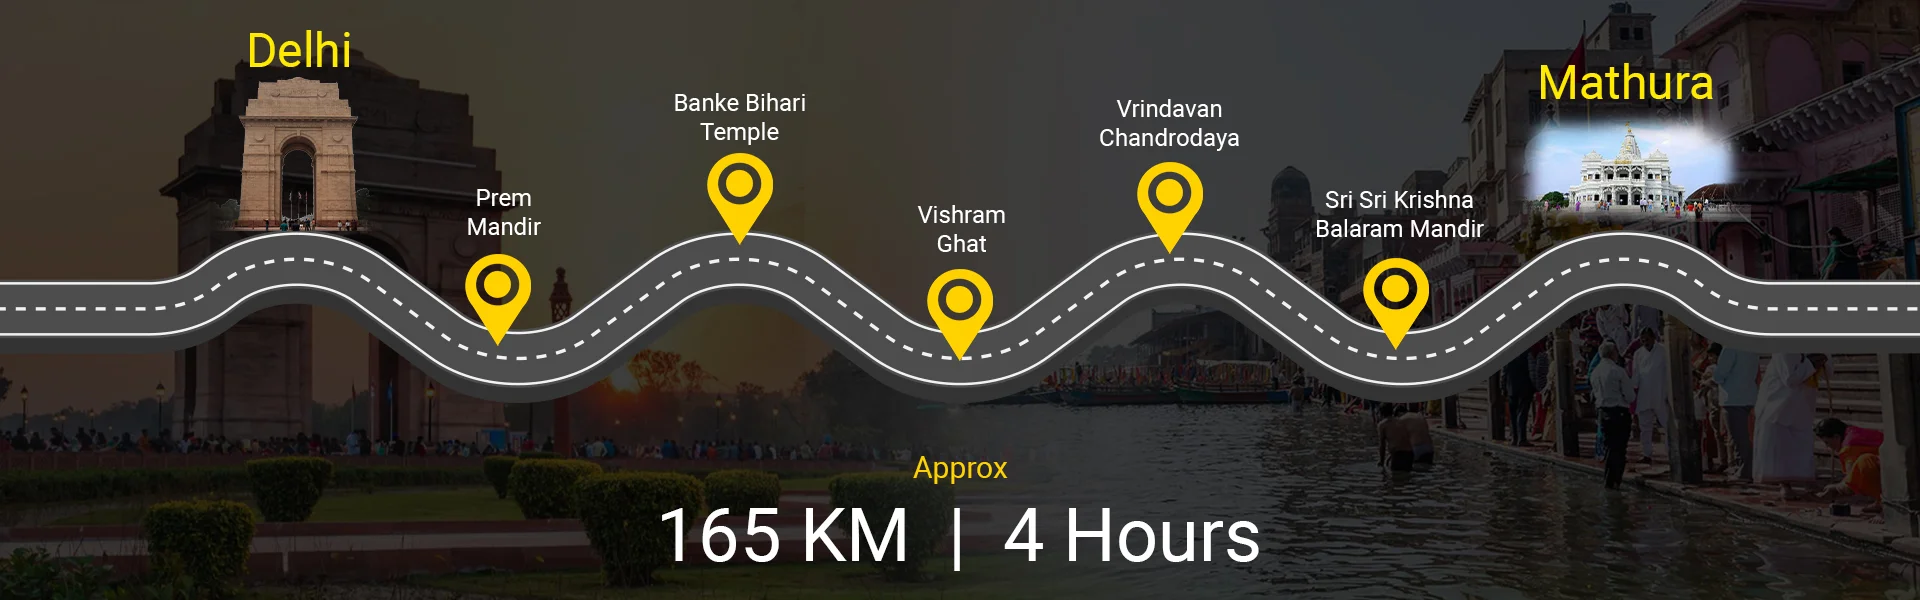 Delhi
Prem
Mandir
Banke Bihari
Temple
Vishram
Ghat
Vrindavan
Chandrodaya
Sri Sri Krishna
Balaram Mandir
Mathura
Approx
165 KM | 4 Hours